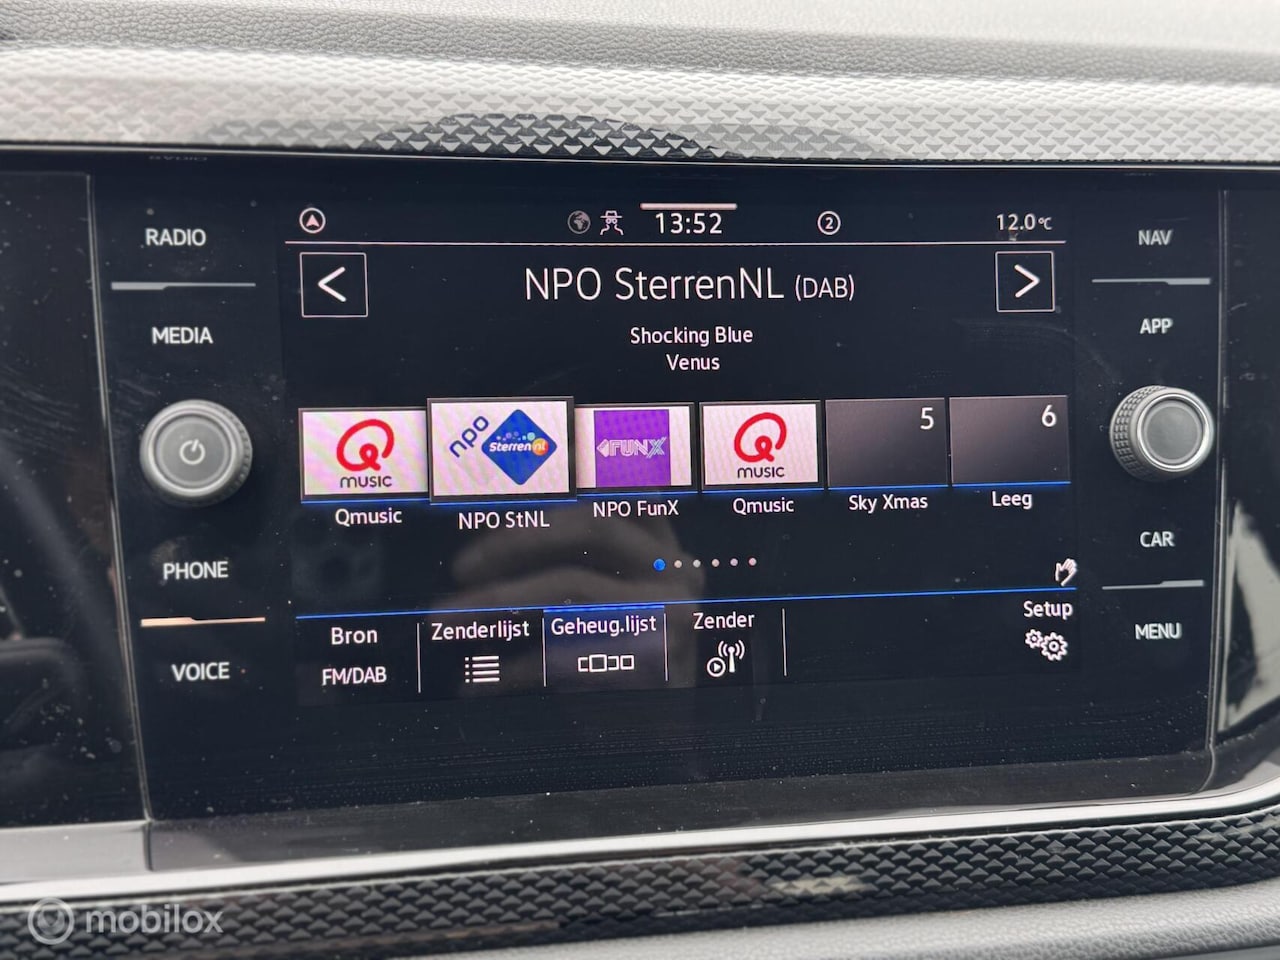 RADIO
MEDIA
PHONE
VOICE
13:52
2
12.0°C
<
NPO SterrenNL (DAB)
>
Shocking Blue
Venus
Q
MUSIC
Qmusic
npo
Sterren nl
NPO StNL
FUNX
NPO FunX
Q
MUSIC
Qmusic
5
Sky Xmas
6
Leeg
Bron
FM/DAB
Zenderlijst
Geheug.lijst
Zender
Setup
NAV
APP
CAR
MENU
mobilox